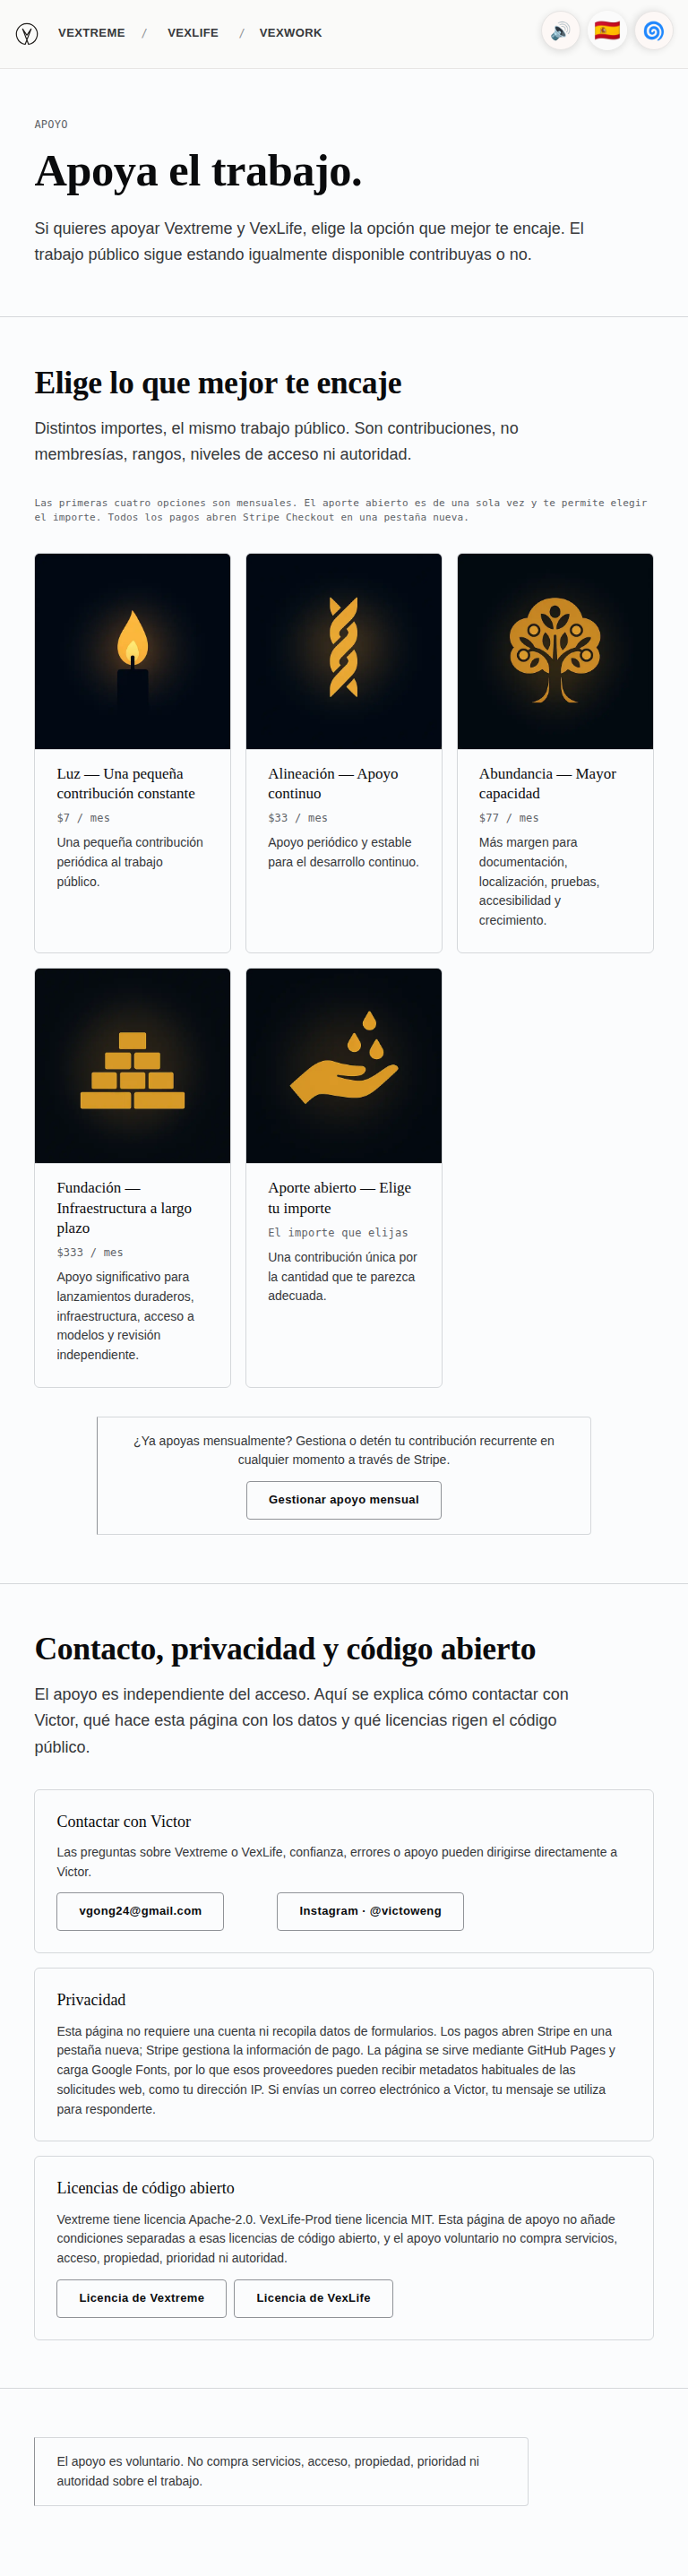 VEXTREME / VEXLIFE / VEXWORK
APOYO
Apoya el trabajo.
Si quieres apoyar Vextreme y VexLife, elige la opción que mejor te encaje. El
trabajo público sigue estando igualmente disponible contribuyas o no.
Elige lo que mejor te encaje
Distintos importes, el mismo trabajo público. Son contribuciones, no
membresías, rangos, niveles de acceso ni autoridad.
Las primeras cuatro opciones son mensuales. El aporte abierto es de una sola vez y te permite elegir
el importe. Todos los pagos abren Stripe Checkout en una pestaña nueva.
Luz — Una pequeña
contribución constante
$7 / mes
Una pequeña contribución
periódica al trabajo
público.
Alineación — Apoyo
continuo
$33 / mes
Apoyo periódico y estable
para el desarrollo continuo.
Abundancia — Mayor
capacidad
$77 / mes
Más margen para
documentación,
localización, pruebas,
accesibilidad y
crecimiento.
Fundación —
Infraestructura a largo
plazo
$333 / mes
Apoyo significativo para
lanzamientos duraderos,
infraestructura, acceso a
modelos y revisión
independiente.
Aporte abierto — Elige
tu importe
El importe que elijas
Una contribución única por
la cantidad que te parezca
adecuada.
¿Ya apoyas mensualmente? Gestiona o detén tu contribución recurrente en
cualquier momento a través de Stripe.
Gestionar apoyo mensual
Contacto, privacidad y código abierto
El apoyo es independiente del acceso. Aquí se explica cómo contactar con
Victor, qué hace esta página con los datos y qué licencias rigen el código
público.
Contactar con Victor
Las preguntas sobre Vextreme o VexLife, confianza, errores o apoyo pueden dirigirse directamente a
Victor.
vgong24@gmail.com
Instagram · @victoweng
Privacidad
Esta página no requiere una cuenta ni recopila datos de formularios. Los pagos abren Stripe en una
pestaña nueva; Stripe gestiona la información de pago. La página se sirve mediante GitHub Pages y
carga Google Fonts, por lo que esos proveedores pueden recibir metadatos habituales de las
solicitudes web, como tu dirección IP. Si envías un correo electrónico a Victor, tu mensaje se utiliza
para responderte.
Licencias de código abierto
Vextreme tiene licencia Apache-2.0. VexLife-Prod tiene licencia MIT. Esta página de apoyo no añade
condiciones separadas a esas licencias de código abierto, y el apoyo voluntario no compra servicios,
acceso, propiedad, prioridad ni autoridad.
Licencia de Vextreme
Licencia de VexLife
El apoyo es voluntario. No compra servicios, acceso, propiedad, prioridad ni
autoridad sobre el trabajo.